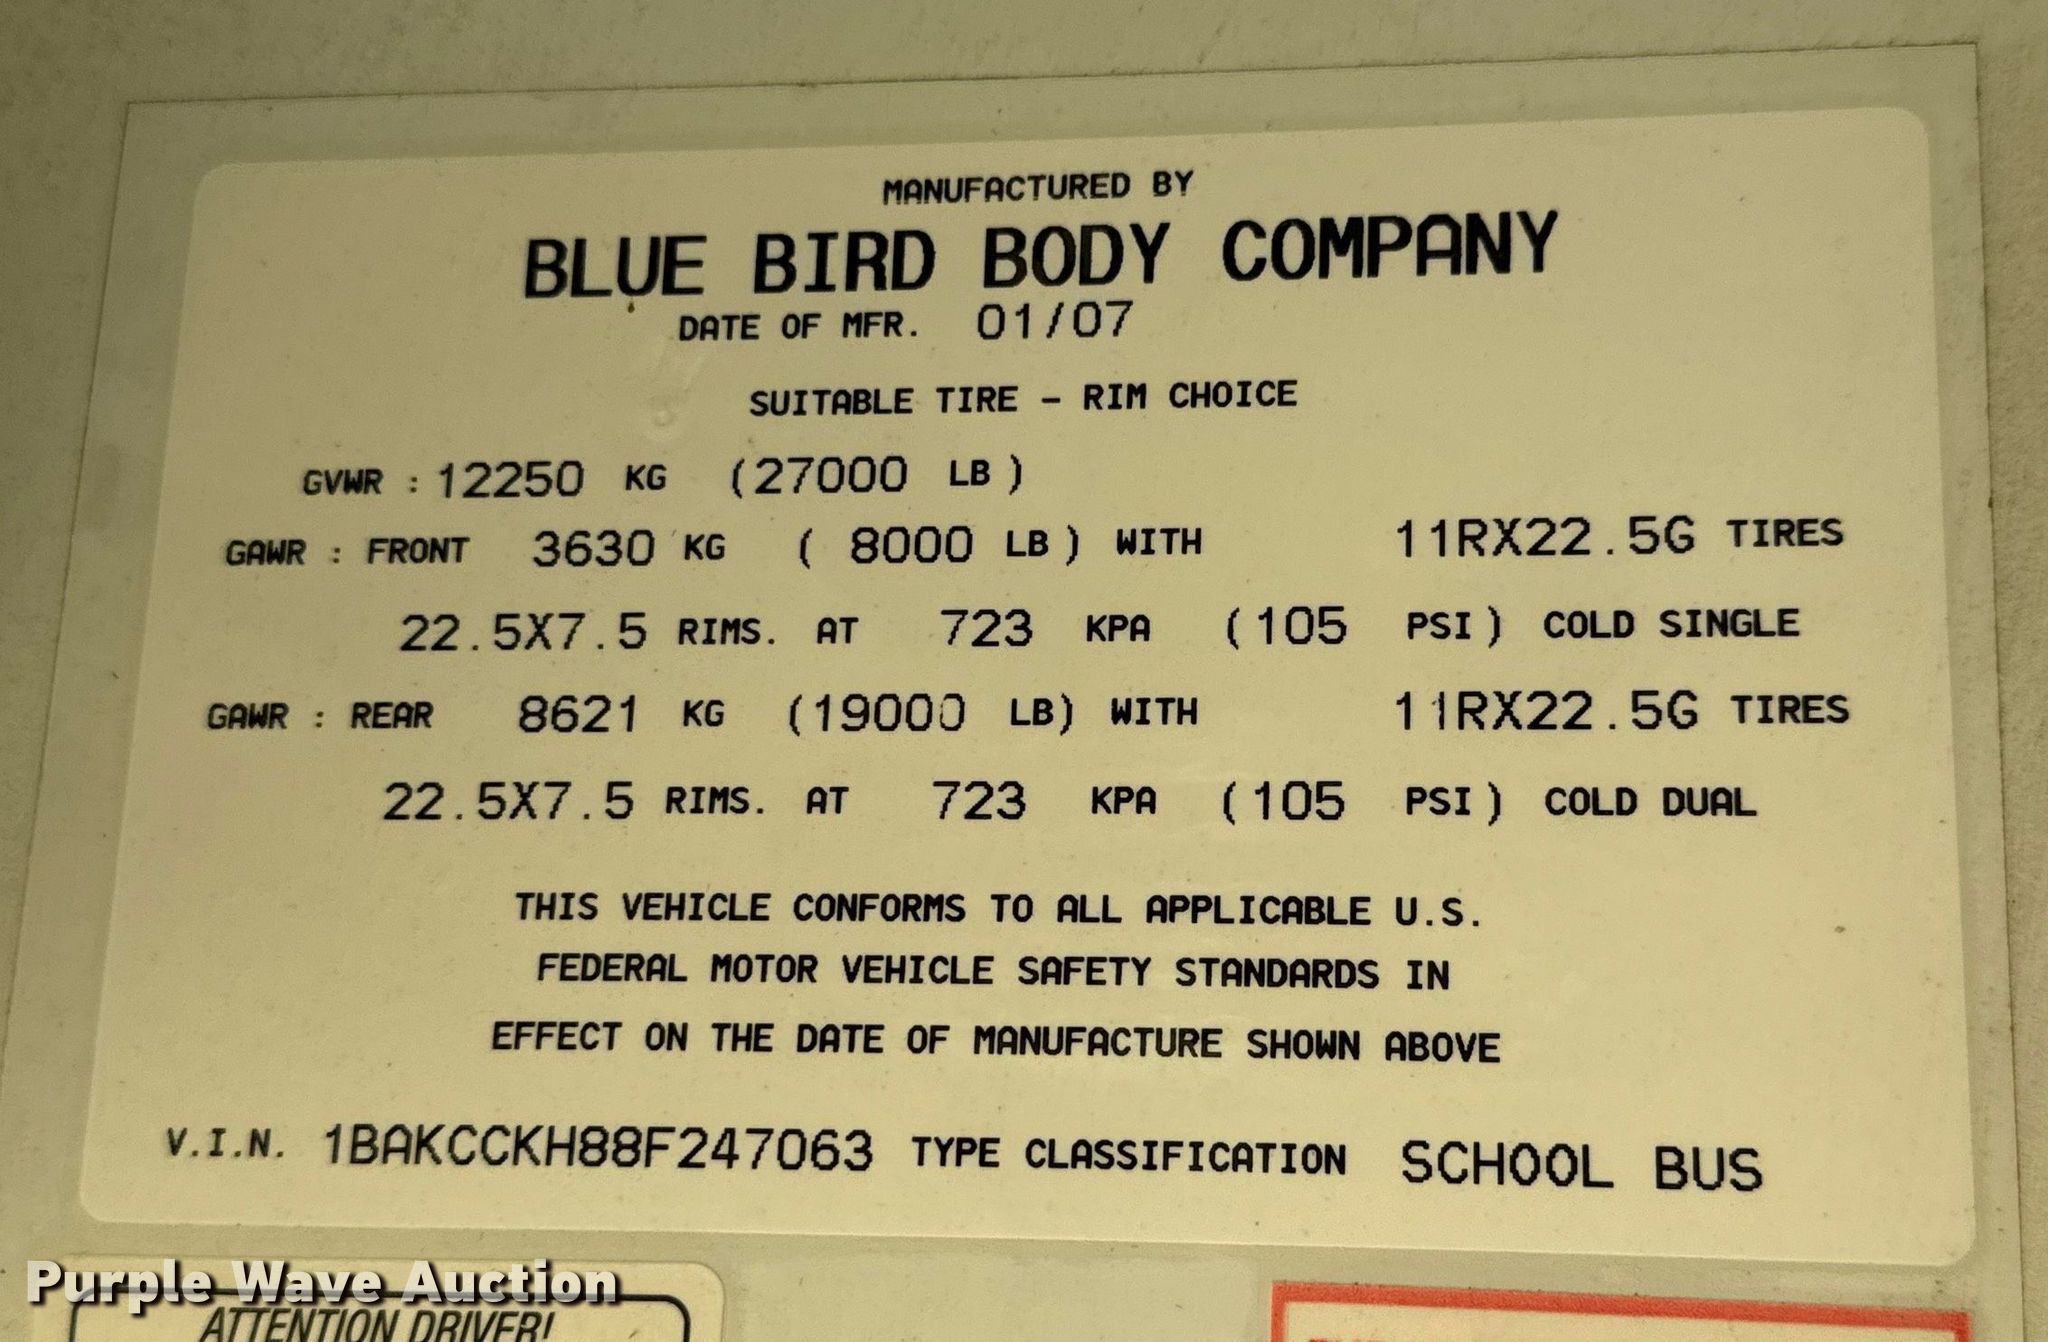 MANUFACTURED BY
BLUE BIRD BODY COMPANY
DATE OF MFR. 01/07
SUITABLE TIRE - RIM CHOICE
GVWR : 12250 KG (27000 LB)
GAWR : FRONT 3630 KG ( 8000 LB) WITH 11RX22.5G TIRES
22.5X7.5 RIMS. AT 723 KPA (105 PSI) COLD SINGLE
GAWR : REAR 8621 KG (19000 LB) WITH 11RX22.5G TIRES
22.5X7.5 RIMS. AT 723 KPA (105 PSI) COLD DUAL
THIS VEHICLE CONFORMS TO ALL APPLICABLE U.S.
FEDERAL MOTOR VEHICLE SAFETY STANDARDS IN
EFFECT ON THE DATE OF MANUFACTURE SHOWN ABOVE
V.I.N. 1BAKCCKH88F247063 TYPE CLASSIFICATION SCHOOL BUS
Purple Wave Auction
ATTENTION DRIVER!